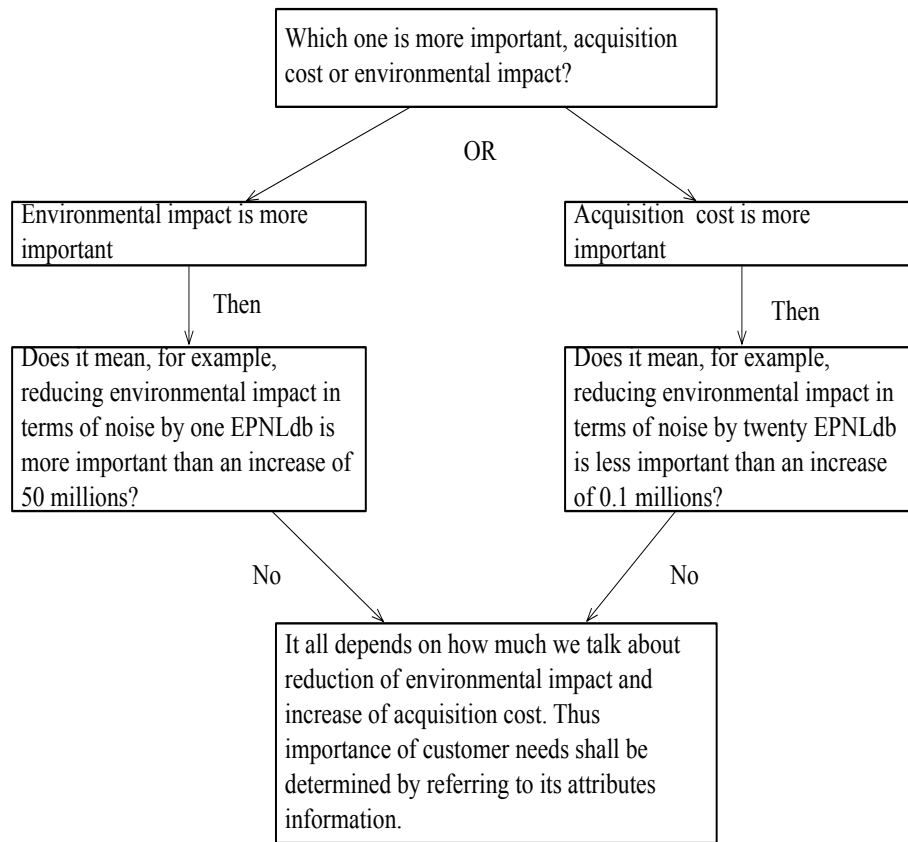 Which one is more important, acquisition
cost or environmental impact?
OR
Environmental impact is more
important
Acquisition cost is more
important
Then
Then
Does it mean, for example,
reducing environmental impact in
terms of noise by one EPNLdb is
more important than an increase of
50 millions?
Does it mean, for example,
reducing environmental impact in
terms of noise by twenty EPNLdb
is less important than an increase
of 0.1 millions?
No
No
It all depends on how much we talk about
reduction of environmental impact and
increase of acquisition cost. Thus
importance of customer needs shall be
determined by referring to its attributes
information.